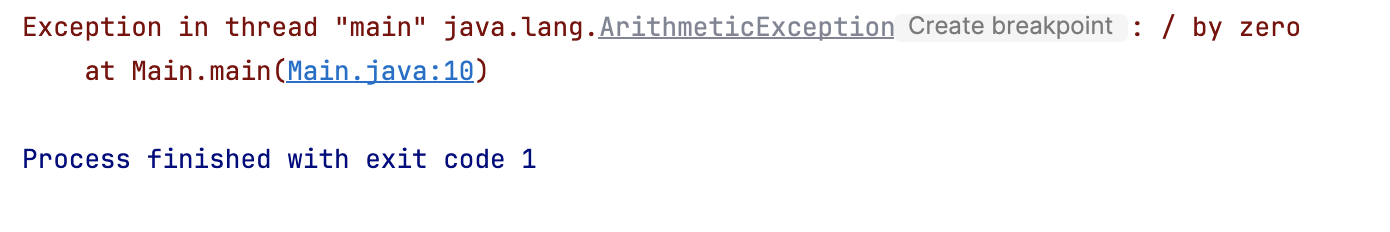 Exception in thread "main" java.lang.ArithmeticException Create breakpoint : / by zero
    at Main.main(Main.java:10)
Process finished with exit code 1